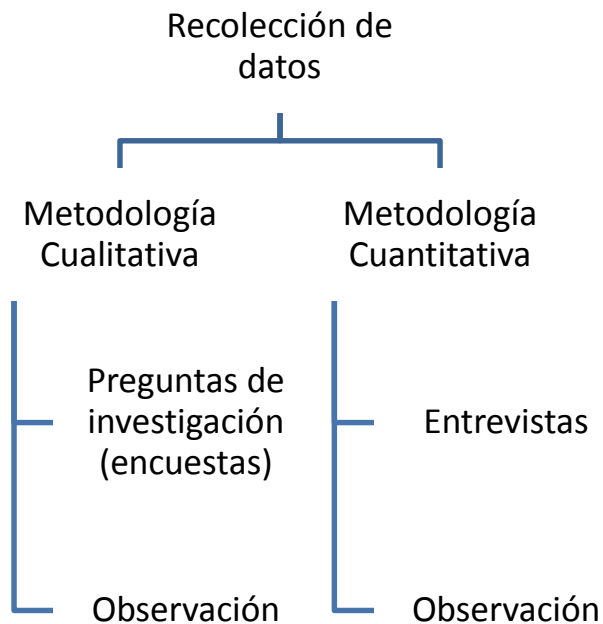 Recolección de
datos
Metodología
Cualitativa
Metodología
Cuantitativa
Preguntas de
investigación
(encuestas)
Entrevistas
Observación
Observación